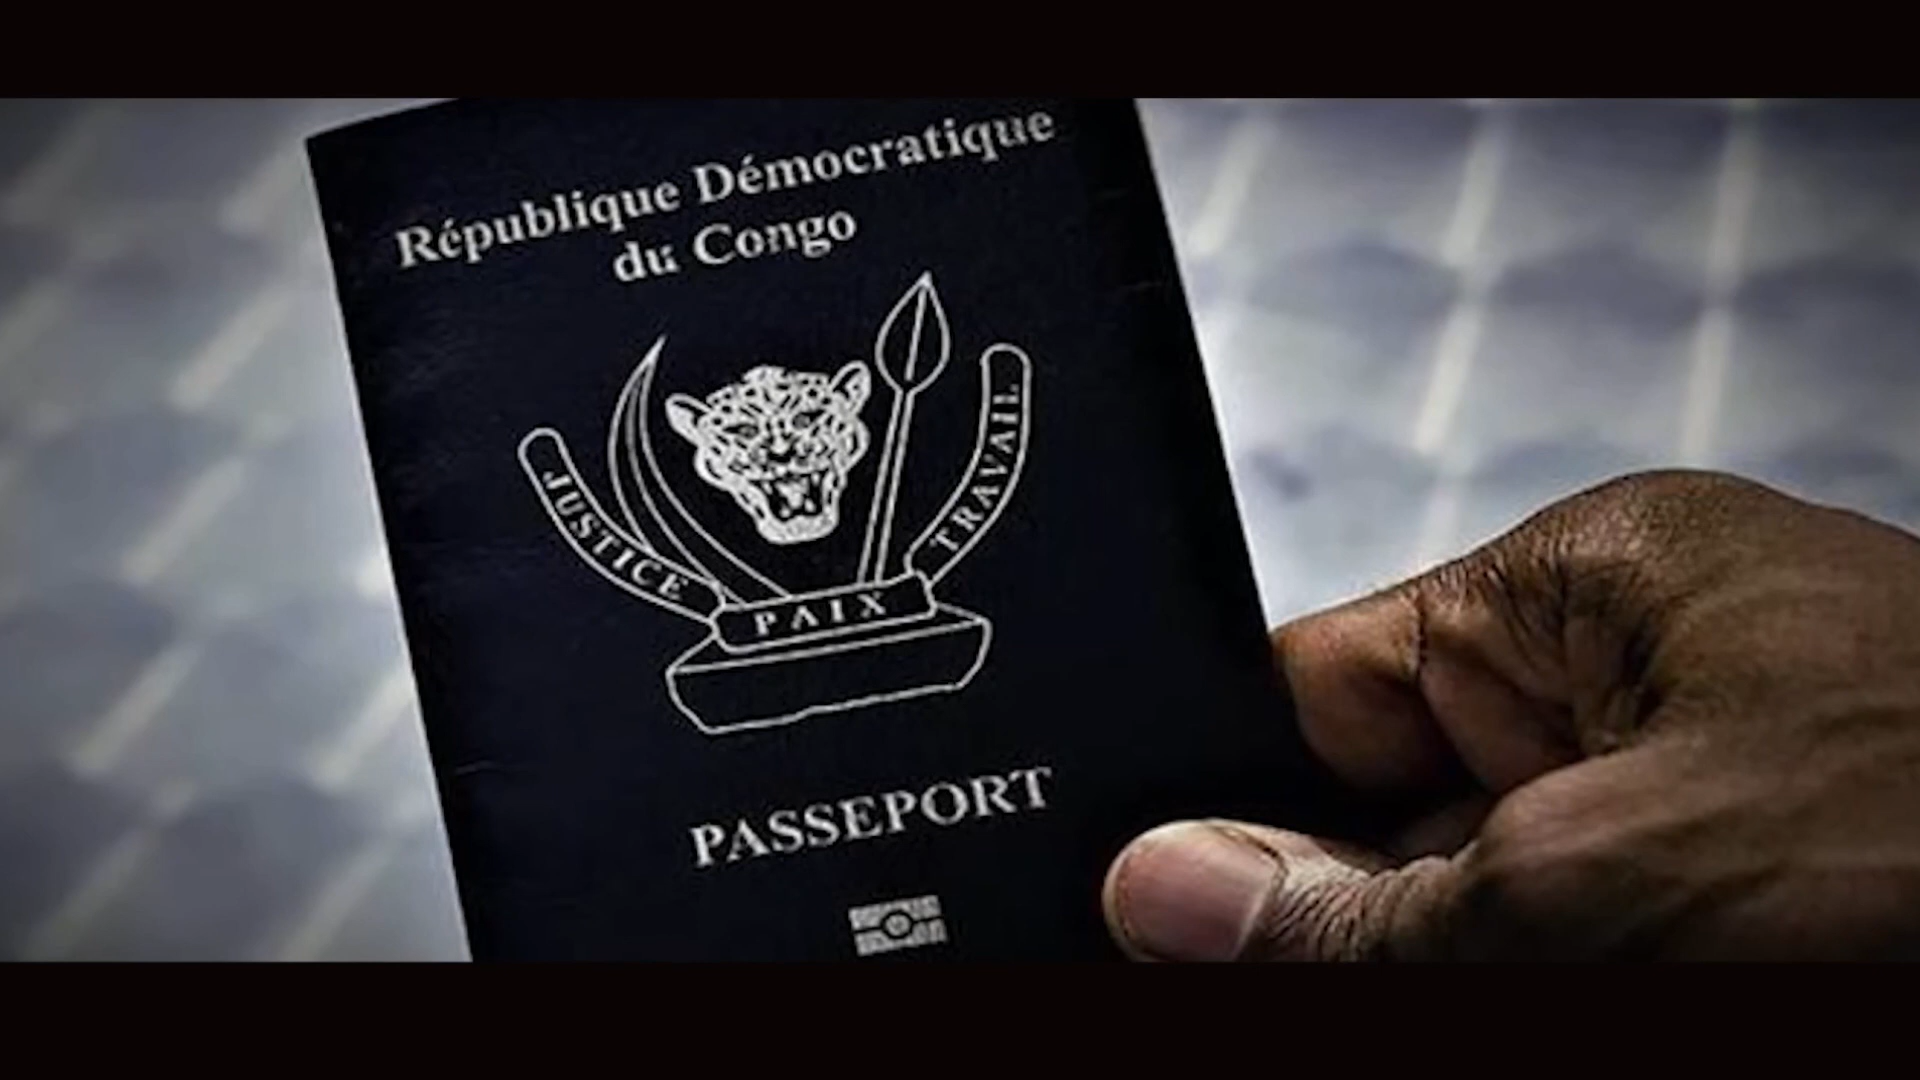 République Démocratique
du Congo
JUSTICE
PAIX
TRAVAIL
PASSEPORT